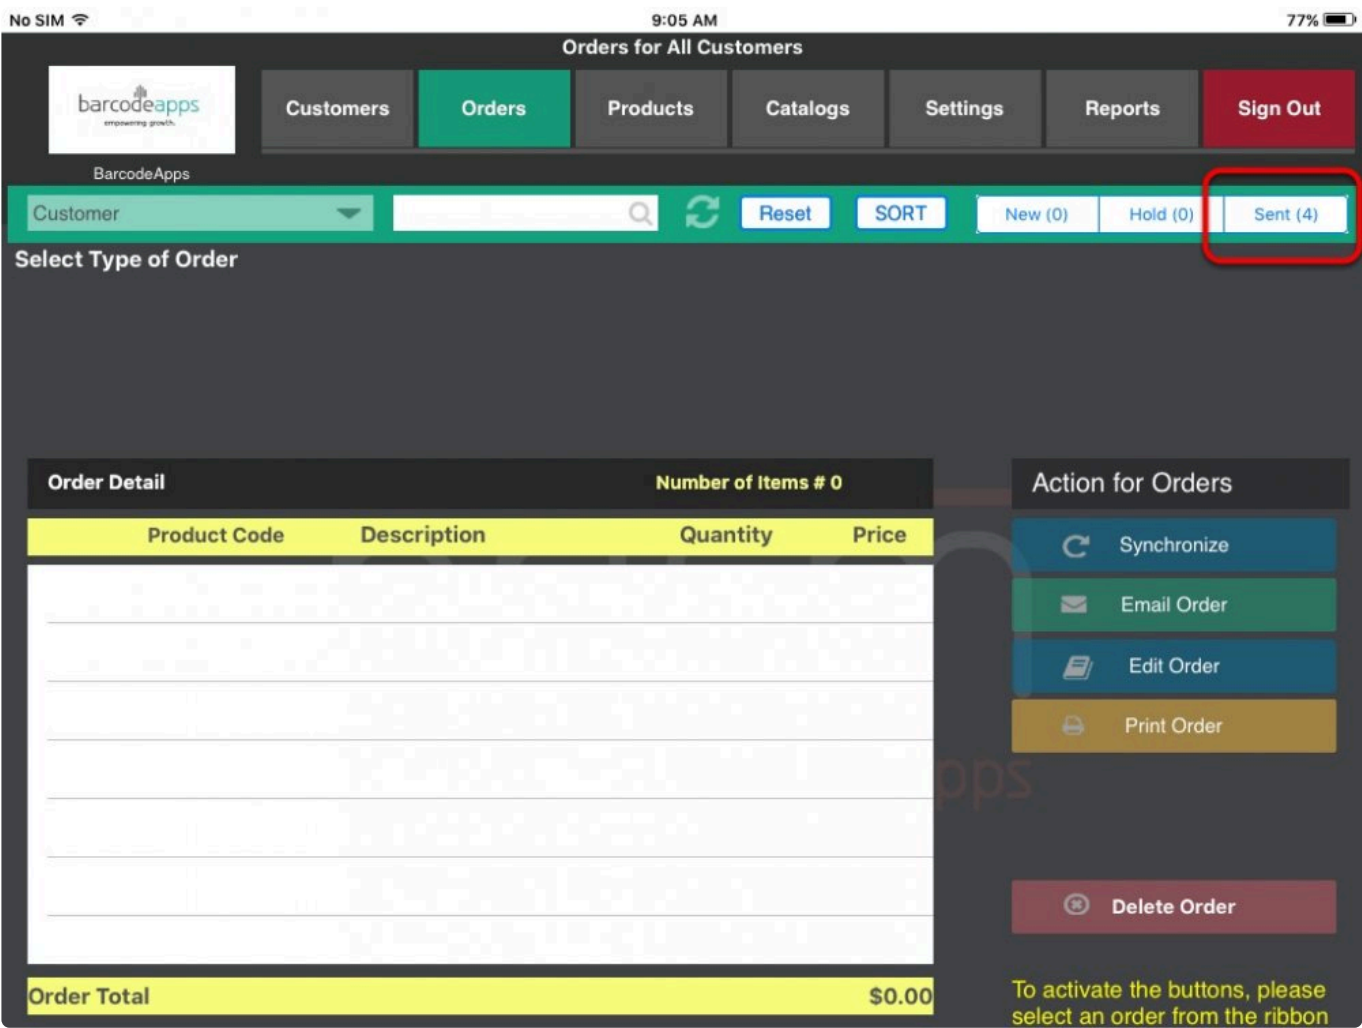 No SIM 9:05 AM 77%
Orders for All Customers
barcodeapps
empowering growth.
Customers Orders Products Catalogs Settings Reports Sign Out
BarcodeApps
Customer Reset SORT New (0) Hold (0) Sent (4)
Select Type of Order
Order Detail Number of Items # 0 Action for Orders
Product Code Description Quantity Price
Synchronize
Email Order
Edit Order
Print Order
apps
Delete Order
Order Total $0.00
To activate the buttons, please
select an order from the ribbon